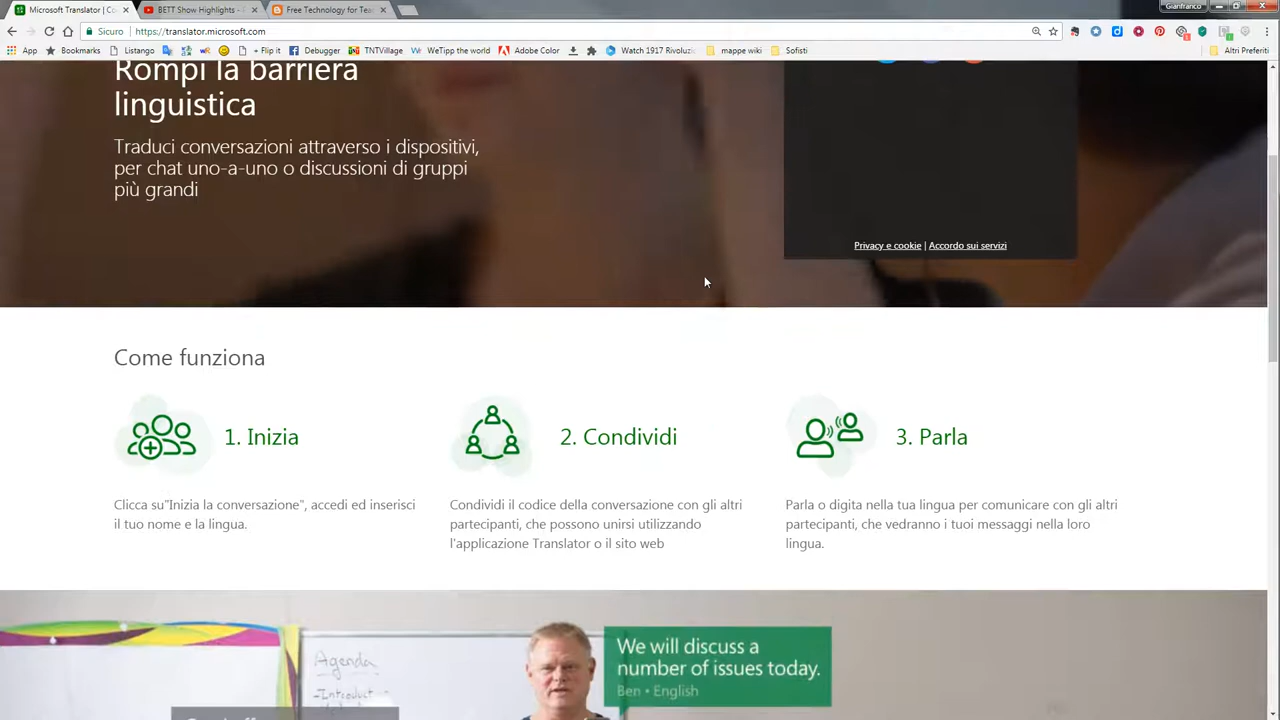 Gianfranco
Microsoft Translator | Co
BETT Show Highlights -
Free Technology for Tea
Sicuro
https://translator.microsoft.com
App
Bookmarks
Listango
+ Flip it
Debugger
TNTVillage
WeTipp the world
Adobe Color
Watch 1917 Rivoluzi
mappe wiki
Sofisti
Altri Preferiti
Rompi la barriera
linguistica
Traduci conversazioni attraverso i dispositivi,
per chat uno-a-uno o discussioni di gruppi
più grandi
Privacy e cookie | Accordo sui servizi
Come funziona
1. Inizia
2. Condividi
3. Parla
Clicca su"Inizia la conversazione", accedi ed inserisci
il tuo nome e la lingua.
Condividi il codice della conversazione con gli altri
partecipanti, che possono unirsi utilizzando
l'applicazione Translator o il sito web
Parla o digita nella tua lingua per comunicare con gli altri
partecipanti, che vedranno i tuoi messaggi nella loro
lingua.
Agenda
-Introduct
We will discuss a
number of issues today.
Ben • English